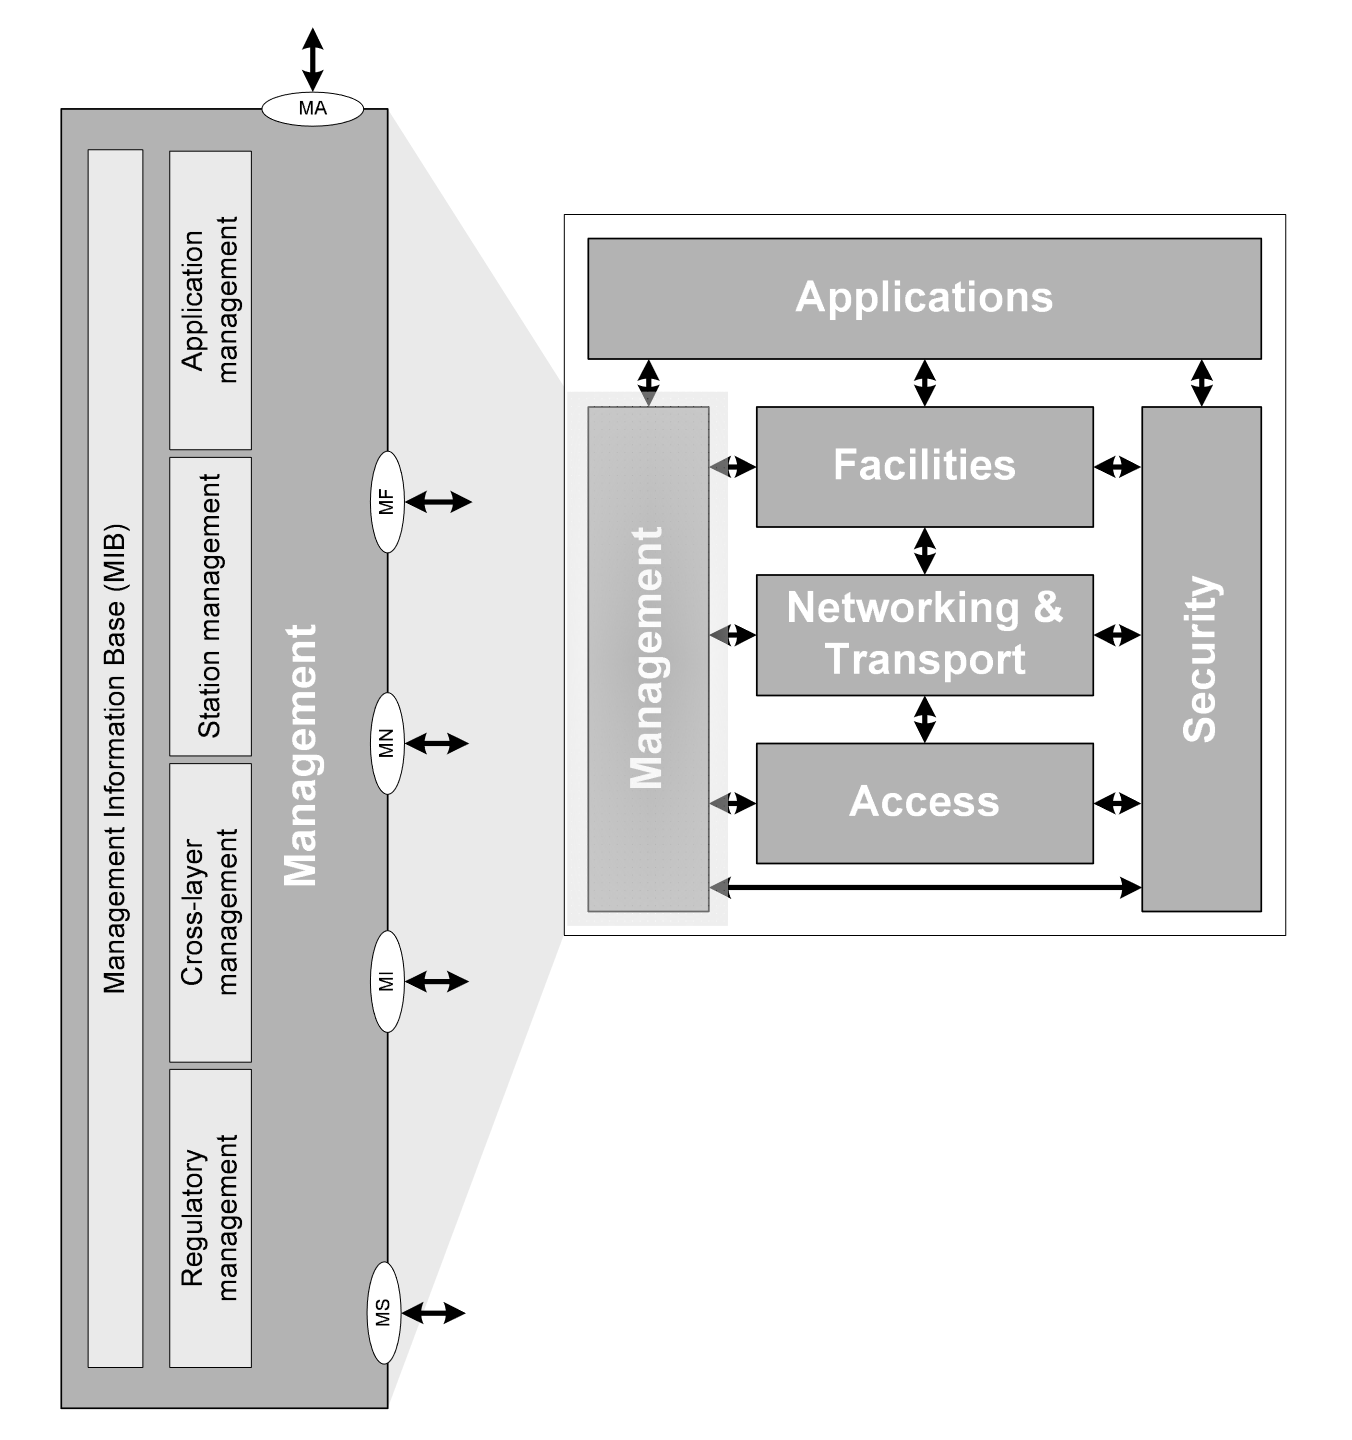 MA
Management Information Base (MIB)
Application
management
Station management
Cross-layer
management
Regulatory
management
Management
MF
MN
MI
MS
Applications
Management
Facilities
Networking &
Transport
Access
Security